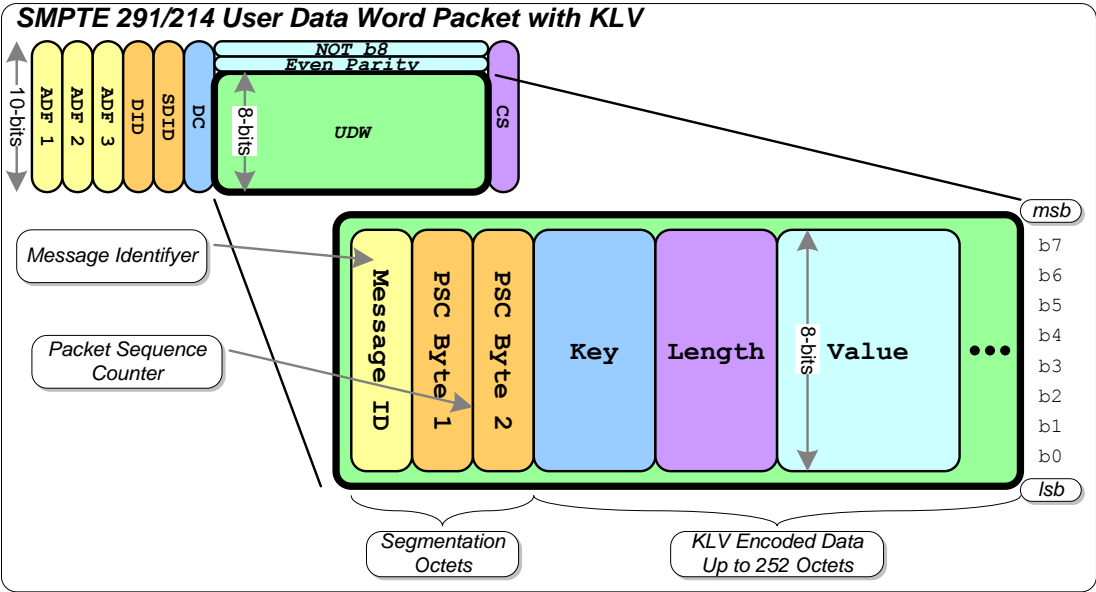 SMPTE 291/214 User Data Word Packet with KLV
10-bits
ADF 1
ADF 2
ADF 3
DID
SDID
DC
NOT b8
Even Parity
8-bits
UDW
CS
msb
b7
b6
b5
b4
b3
b2
b1
b0
lsb
Message Identifyer
Packet Sequence
Counter
Message ID
PSC Byte 1
PSC Byte 2
Key
Length
8-bits
Value
•••
Segmentation
Octets
KLV Encoded Data
Up to 252 Octets